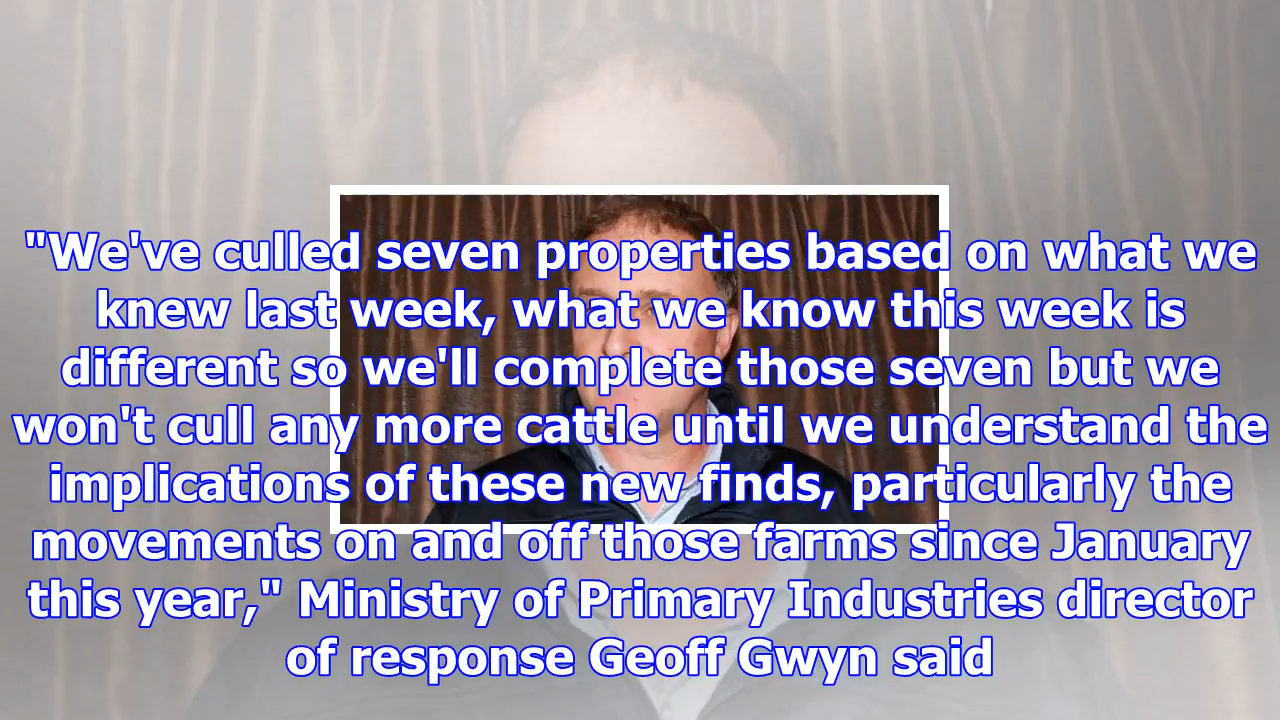 "We've culled seven properties based on what we
knew last week, what we know this week is
different so we'll complete those seven but we
won't cull any more cattle until we understand the
implications of these new finds, particularly the
movements on and off those farms since January
this year," Ministry of Primary Industries director
of response Geoff Gwyn said